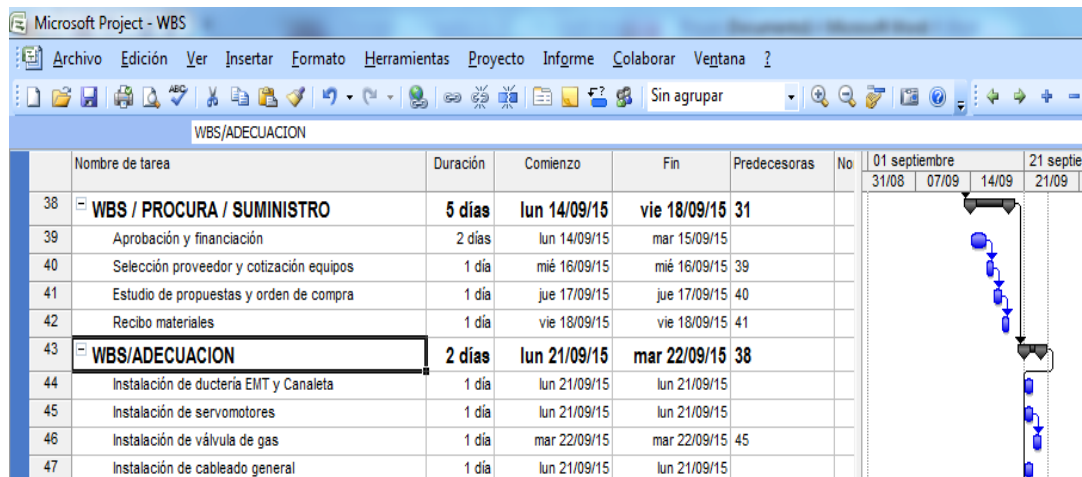 Microsoft Project - WBS
Archivo Edición Ver Insertar Formato Herramientas Proyecto Informe Colaborar Ventana ?
ABC Sin agrupar
WBS/ADECUACION
Nombre de tarea Duración Comienzo Fin Predecesoras No 01 septiembre 21 septie
31/08 07/09 14/09 21/09
38 WBS / PROCURA / SUMINISTRO 5 días lun 14/09/15 vie 18/09/15 31
39 Aprobación y financiación 2 días lun 14/09/15 mar 15/09/15
40 Selección proveedor y cotización equipos 1 día mié 16/09/15 mié 16/09/15 39
41 Estudio de propuestas y orden de compra 1 día jue 17/09/15 jue 17/09/15 40
42 Recibo materiales 1 día vie 18/09/15 vie 18/09/15 41
43 WBS/ADECUACION 2 días lun 21/09/15 mar 22/09/15 38
44 Instalación de ductería EMT y Canaleta 1 día lun 21/09/15 lun 21/09/15
45 Instalación de servomotores 1 día lun 21/09/15 lun 21/09/15
46 Instalación de válvula de gas 1 día mar 22/09/15 mar 22/09/15 45
47 Instalación de cableado general 1 día lun 21/09/15 lun 21/09/15